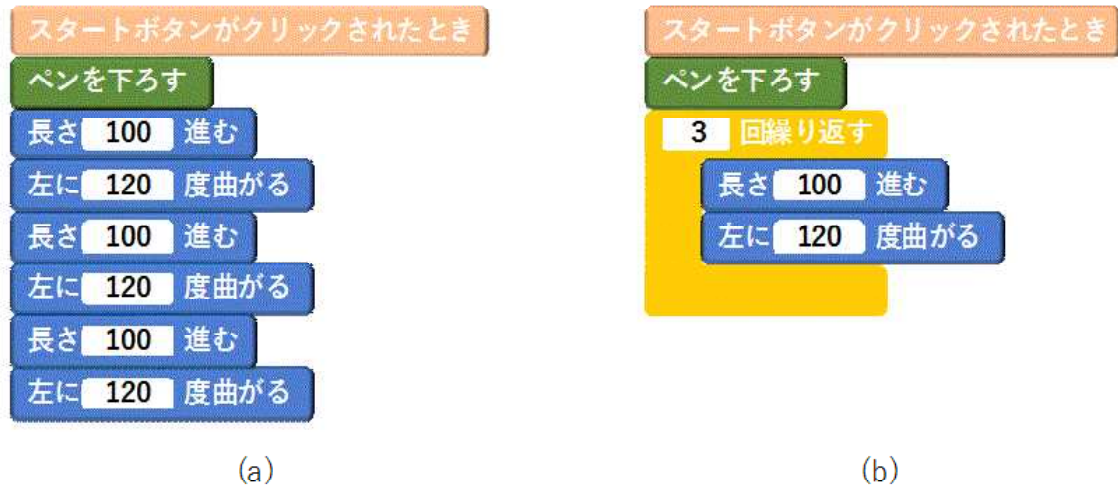 スタートボタンがクリックされたとき
ペンを下ろす
長さ 100 進む
左に 120 度曲がる
長さ 100 進む
左に 120 度曲がる
長さ 100 進む
左に 120 度曲がる
(a)
スタートボタンがクリックされたとき
ペンを下ろす
3 回繰り返す
長さ 100 進む
左に 120 度曲がる
(b)